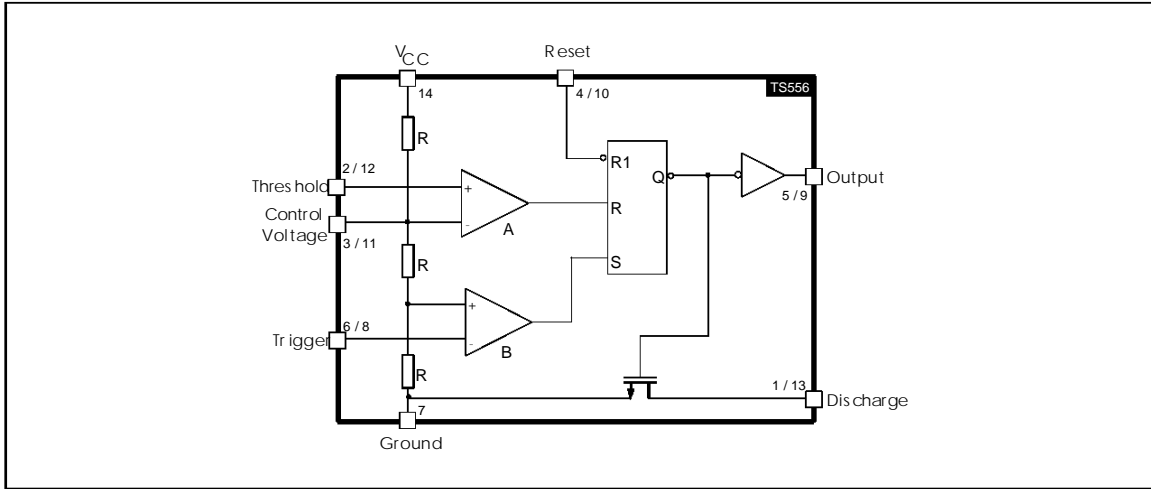 VCC
Reset
TS556
14
4 / 10
R
R1
2 / 12
Threshold
+
Q
Output
5 / 9
Control
Voltage
-
A
R
3 / 11
R
S
+
6 / 8
Trigger
-
B
R
1 / 13
Discharge
7
Ground